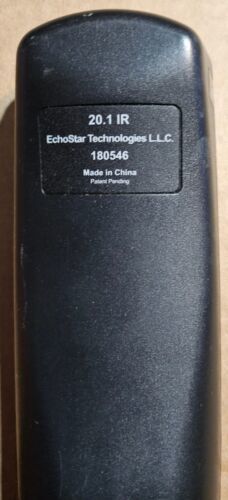 20.1 IR
EchoStar Technologies L.L.C.
180546
Made in China
Patent Pending